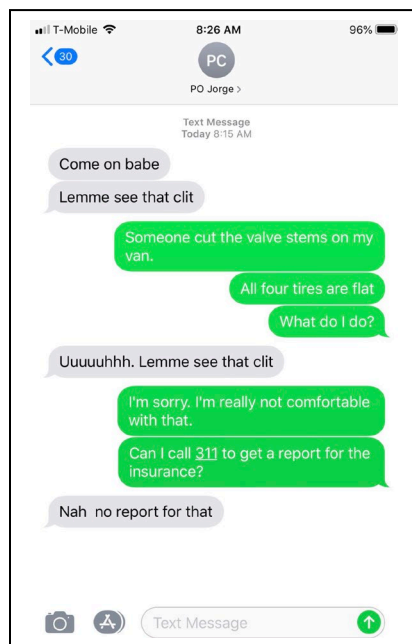 T-Mobile
8:26 AM
96%
30
PC
PO Jorge >
Text Message
Today 8:15 AM
Come on babe
Lemme see that clit
Someone cut the valve stems on my
van.
All four tires are flat
What do I do?
Uuuuuhhh. Lemme see that clit
I'm sorry. I'm really not comfortable
with that.
Can I call 311 to get a report for the
insurance?
Nah  no report for that
Text Message